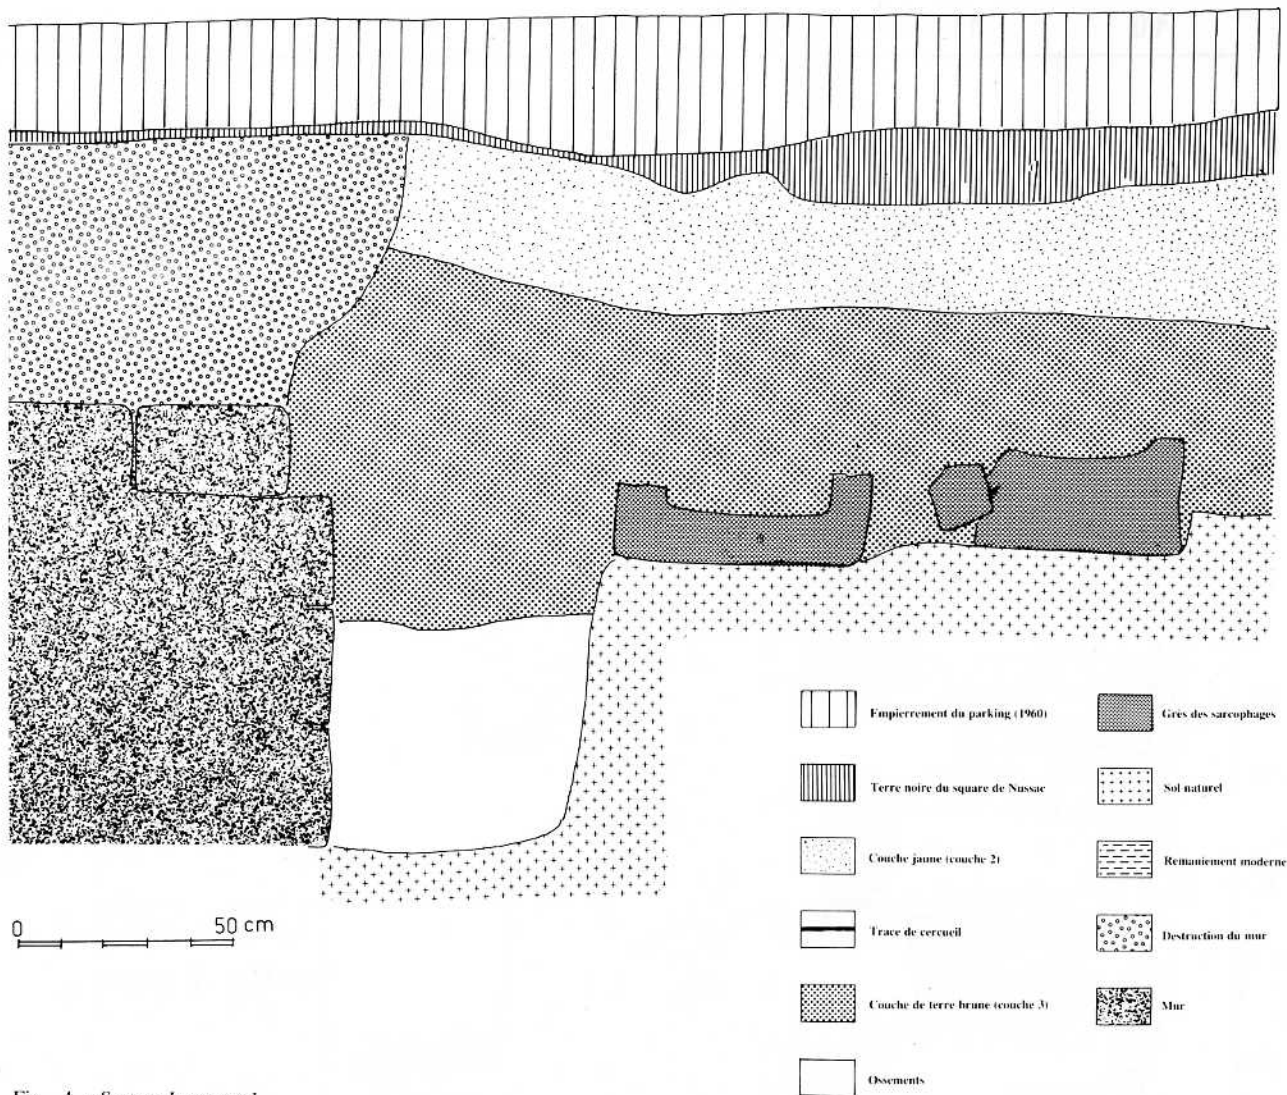 Empierrement du parking (1960)
Grès des sarcophages
Terre noire du square de Nussac
Sol naturel
Couche jaune (couche 2)
Remaniement moderne
0 50 cm
Trace de cercueil
Destruction du mur
Couche de terre brune (couche 3)
Mur
Ossements